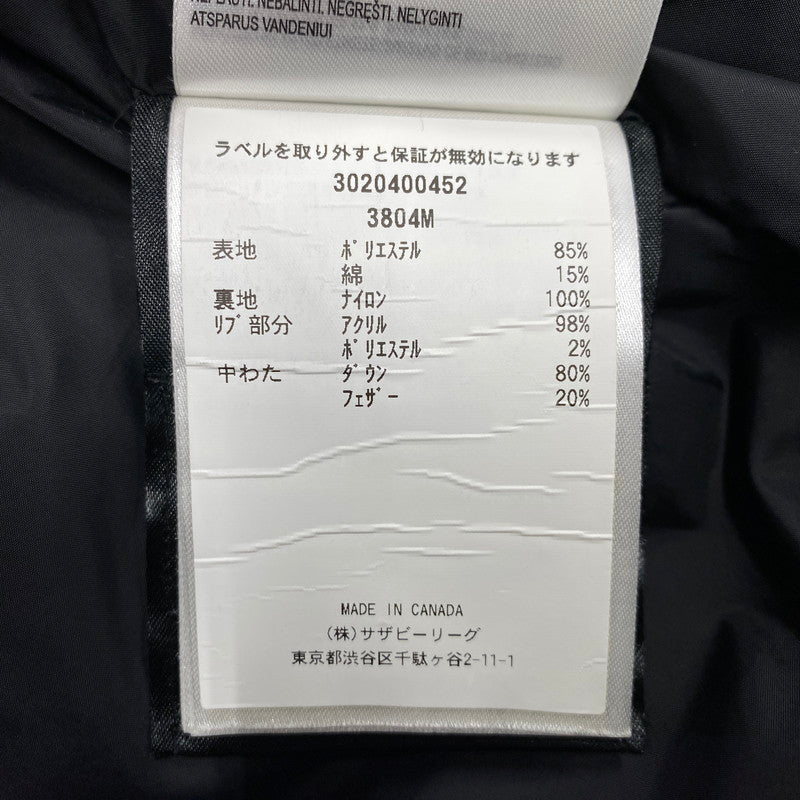 NEBALINTI. NEGRĘŠTI. NELYGINTI
ATSPARUS VANDENIUI
ラベルを取り外すと保証が無効になります
3020400452
3804M
表地 ﾎﾟﾘｴｽﾃﾙ 85%
綿 15%
裏地 ﾅｲﾛﾝ 100%
ﾘﾌﾞ部分 ｱｸﾘﾙ 98%
ﾎﾟﾘｴｽﾃﾙ 2%
中わた ﾀﾞｳﾝ 80%
ﾌｪｻﾞｰ 20%
MADE IN CANADA
(株)サザビーリーグ
東京都渋谷区千駄ヶ谷2-11-1